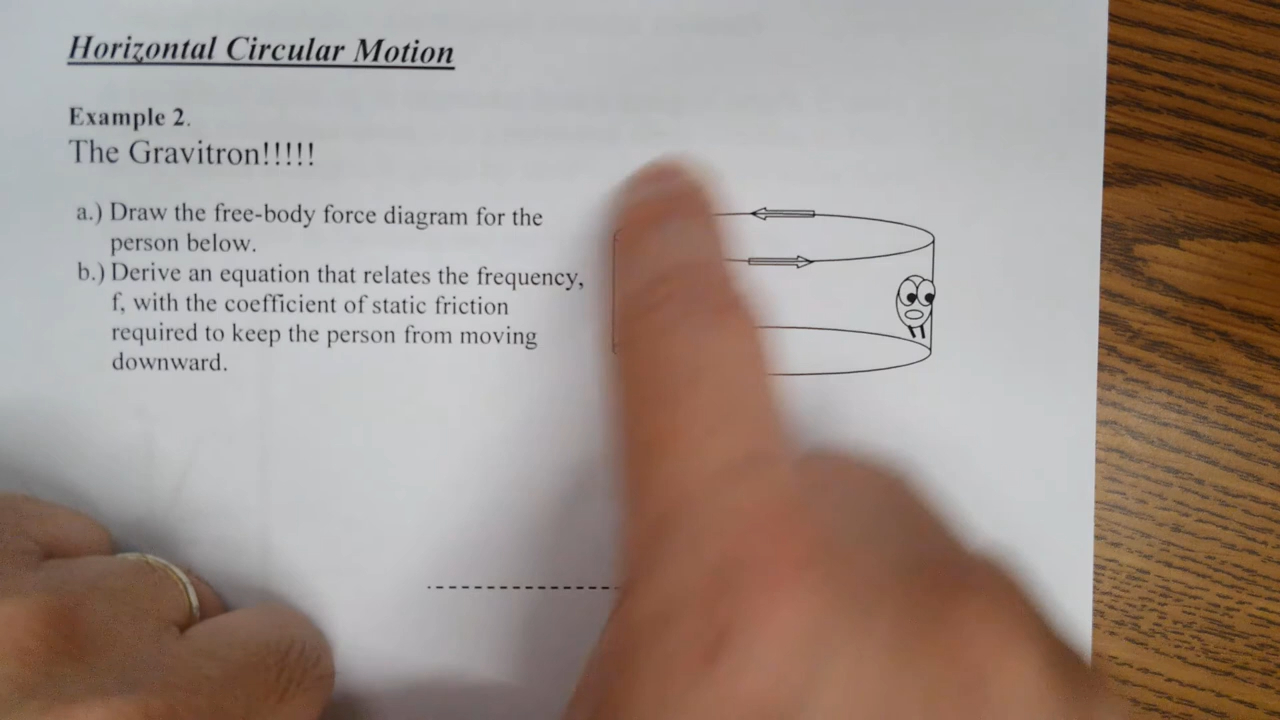 Horizontal Circular Motion
Example 2.
The Gravitron!!!!!
a.) Draw the free-body force diagram for the
person below.
b.) Derive an equation that relates the frequency,
f, with the coefficient of static friction
required to keep the person from moving
downward.